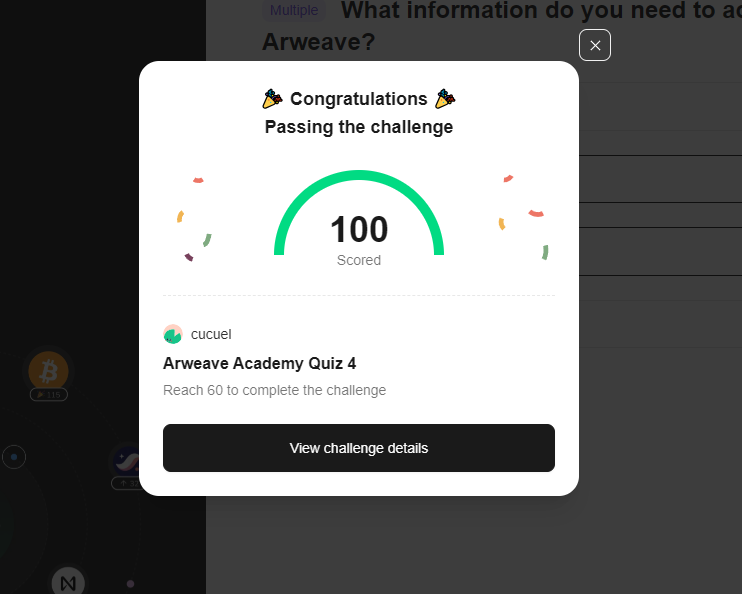 Multiple What information do you need to ac
Arweave?
Congratulations
Passing the challenge
100
Scored
cucuel
Arweave Academy Quiz 4
Reach 60 to complete the challenge
View challenge details
115